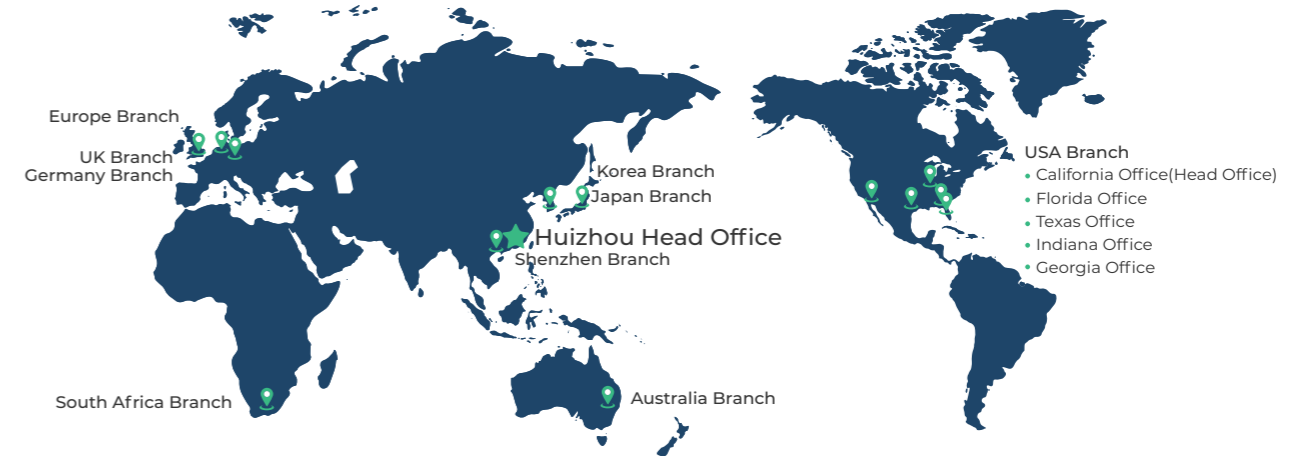 Europe Branch
UK Branch
Germany Branch
Korea Branch
Japan Branch
Huizhou Head Office
Shenzhen Branch
South Africa Branch
Australia Branch
USA Branch
California Office(Head Office)
Florida Office
Texas Office
Indiana Office
Georgia Office